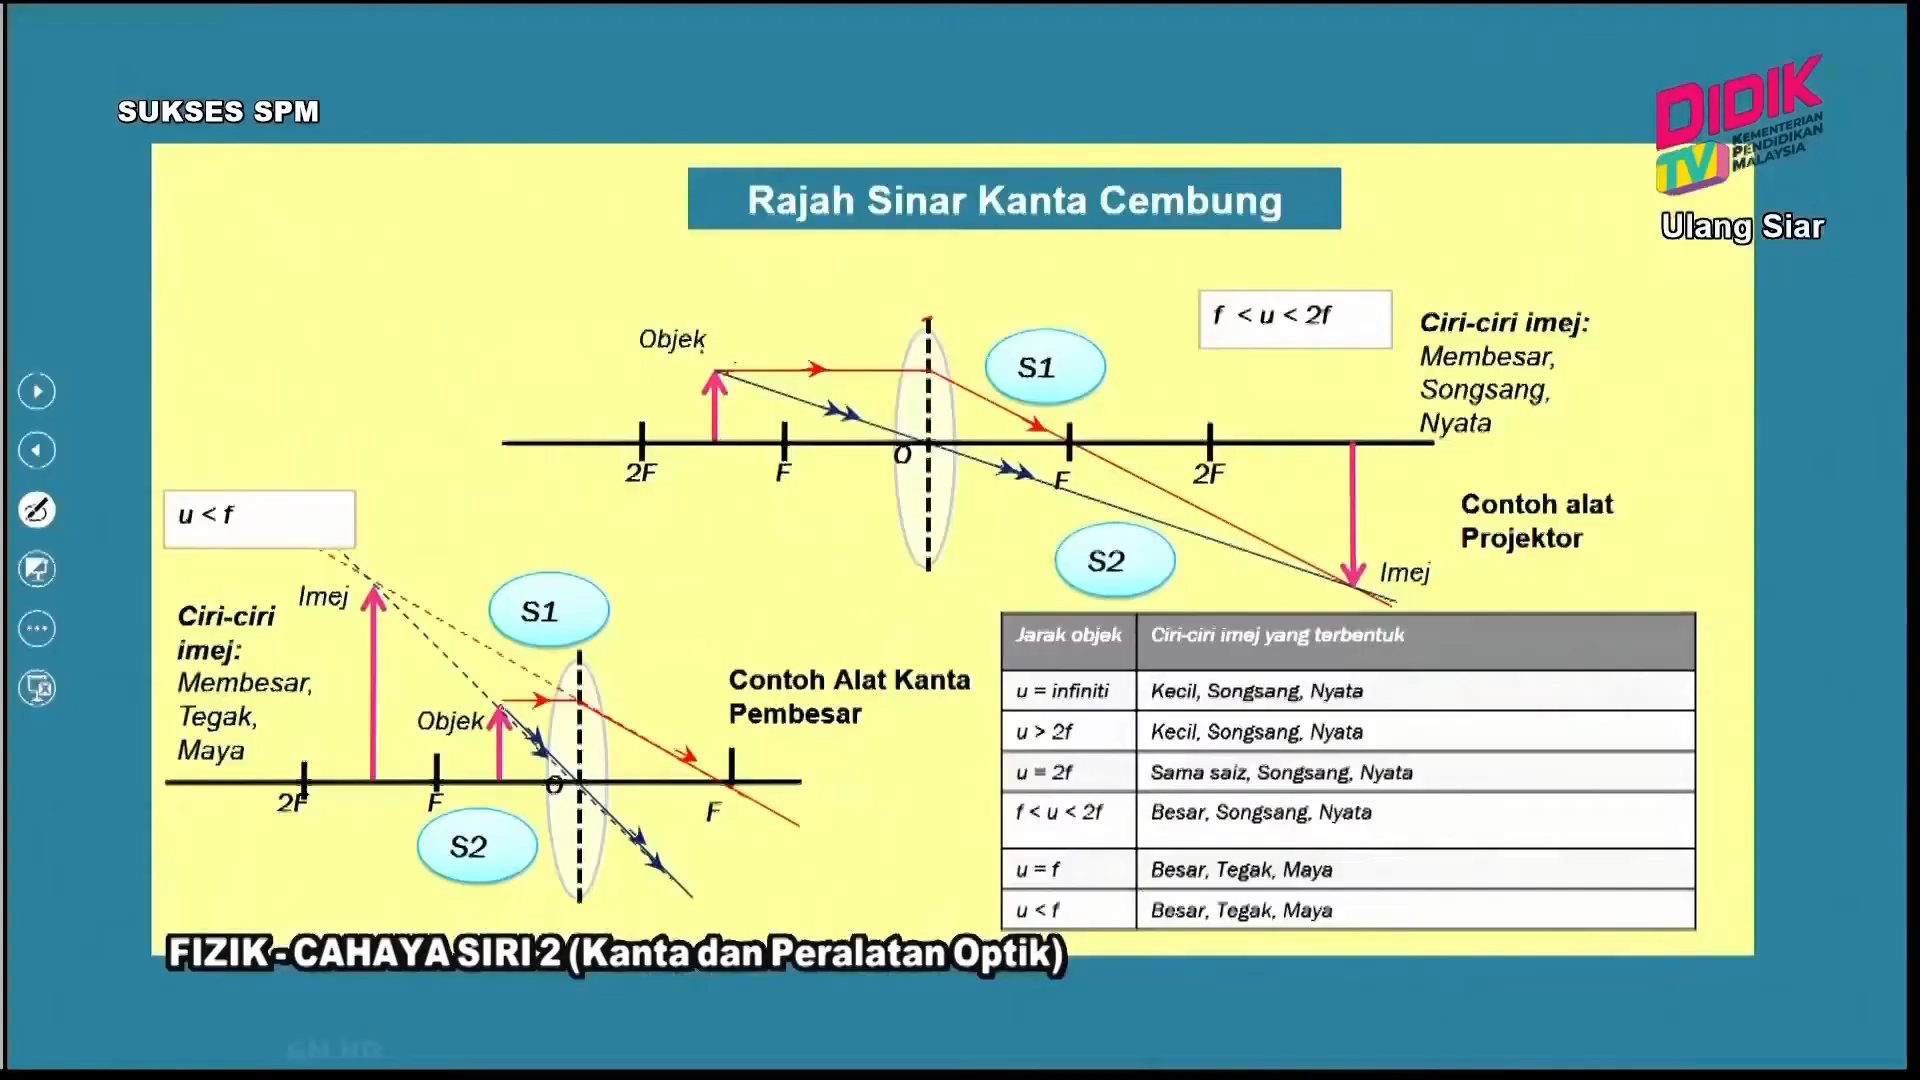 SUKSES SPM
DIDIK
TV
KEMENTERIAN
PENDIDIKAN
MALAYSIA
Ulang Siar
Rajah Sinar Kanta Cembung
f < u < 2f
Objek
S1
Ciri-ciri imej:
Membesar,
Songsang,
Nyata
O
2F
F
F
2F
S2
Contoh alat
Projektor
Imej
u < f
Imej
Ciri-ciri
imej:
Membesar,
Tegak,
Maya
S1
Objek
Contoh Alat Kanta
Pembesar
O
2F
F
F
S2
Jarak objek Ciri-ciri imej yang terbentuk
u = infiniti Kecil, Songsang, Nyata
u > 2f Kecil, Songsang, Nyata
u = 2f Sama saiz, Songsang, Nyata
f < u < 2f Besar, Songsang, Nyata
u = f Besar, Tegak, Maya
u < f Besar, Tegak, Maya
FIZIK - CAHAYA SIRI 2 (Kanta dan Peralatan Optik)